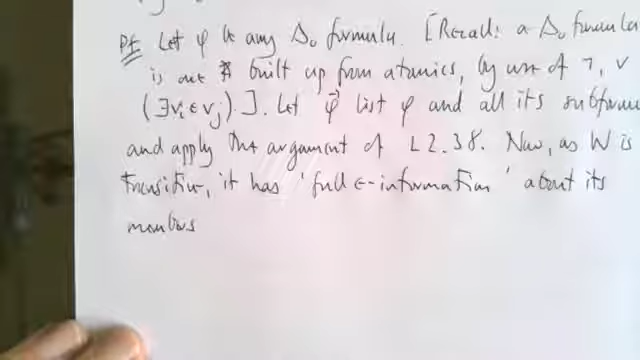 Pf Let φ be any Δ₀ formula. [Recall: a Δ₀ formula
is one built up from atomics, by use of ¬, ∨
(∃vᵢ∈vⱼ).]. Let φ⃗ list φ and all its subform
and apply the argument of L2.38. Now, as W is
transitive, it has 'full ∈-information' about its
members